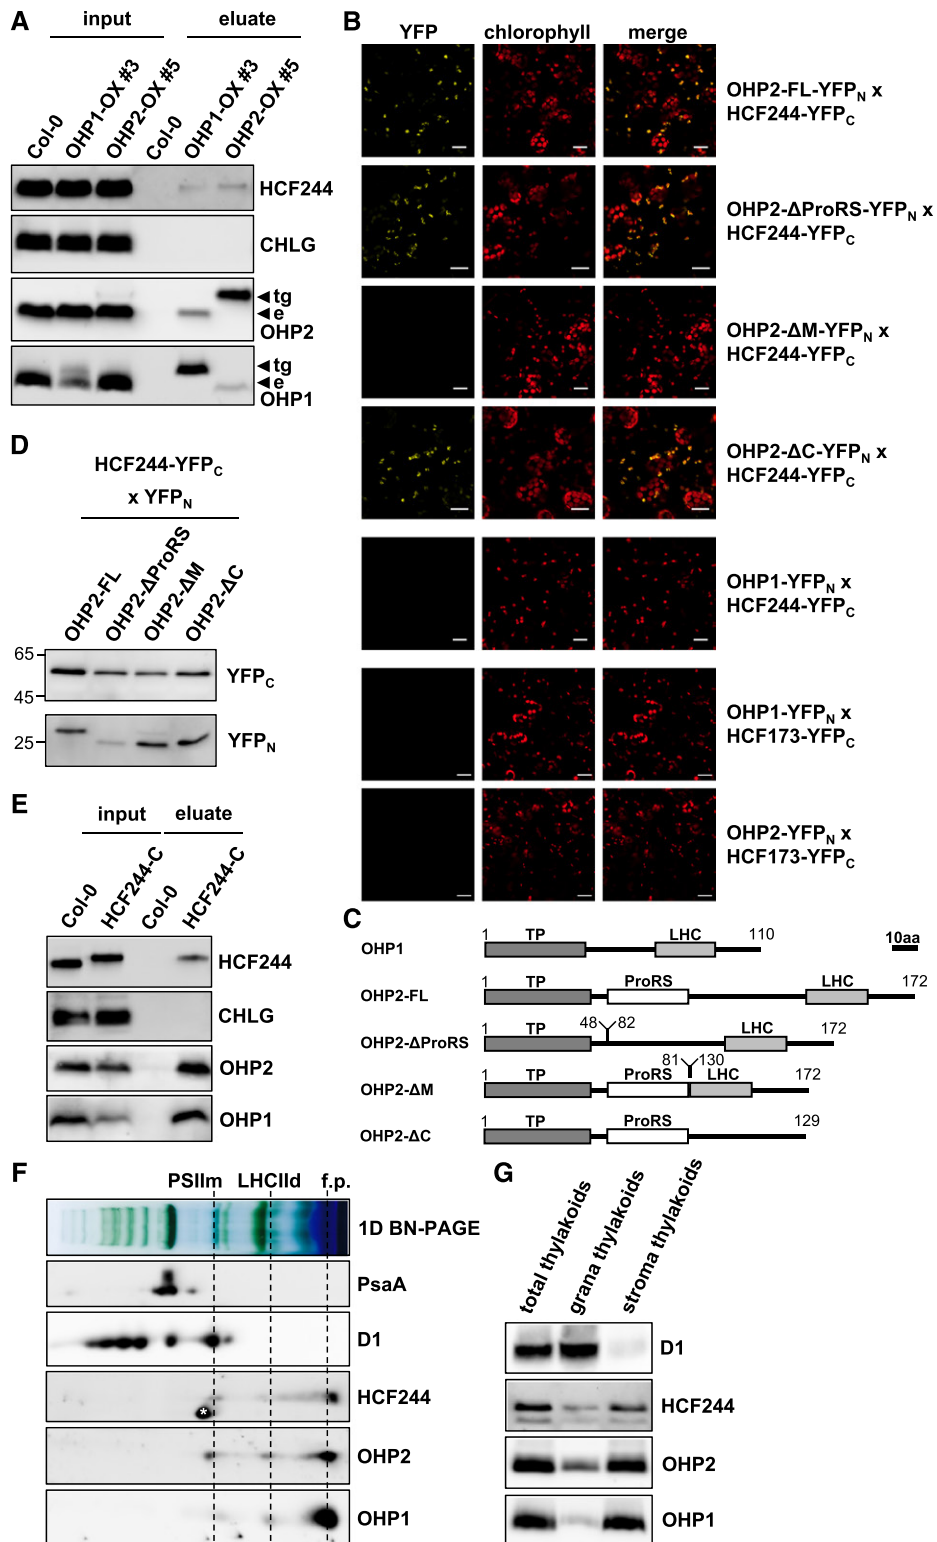 A
input
eluate
Col-0
OHP1-OX #3
OHP2-OX #5
Col-0
OHP1-OX #3
OHP2-OX #5
HCF244
CHLG
tg
e
OHP2
tg
e
OHP1
B
YFP
chlorophyll
merge
OHP2-FL-YFPN x
HCF244-YFPC
OHP2-ΔProRS-YFPN x
HCF244-YFPC
OHP2-ΔM-YFPN x
HCF244-YFPC
OHP2-ΔC-YFPN x
HCF244-YFPC
OHP1-YFPN x
HCF244-YFPC
OHP1-YFPN x
HCF173-YFPC
OHP2-YFPN x
HCF173-YFPC
D
HCF244-YFPC
x YFPN
OHP2-FL
OHP2-ΔProRS
OHP2-ΔM
OHP2-ΔC
65
45
YFPC
25
YFPN
E
input
eluate
Col-0
HCF244-C
Col-0
HCF244-C
HCF244
CHLG
OHP2
OHP1
C
OHP1
1
TP
LHC
110
10aa
OHP2-FL
1
TP
ProRS
LHC
172
OHP2-ΔProRS
1
TP
48
82
LHC
172
OHP2-ΔM
1
TP
ProRS
81
130
LHC
172
OHP2-ΔC
1
TP
ProRS
129
F
PSIIm
LHCIId
f.p.
1D BN-PAGE
PsaA
D1
HCF244
*
OHP2
OHP1
G
total thylakoids
grana thylakoids
stroma thylakoids
D1
HCF244
OHP2
OHP1